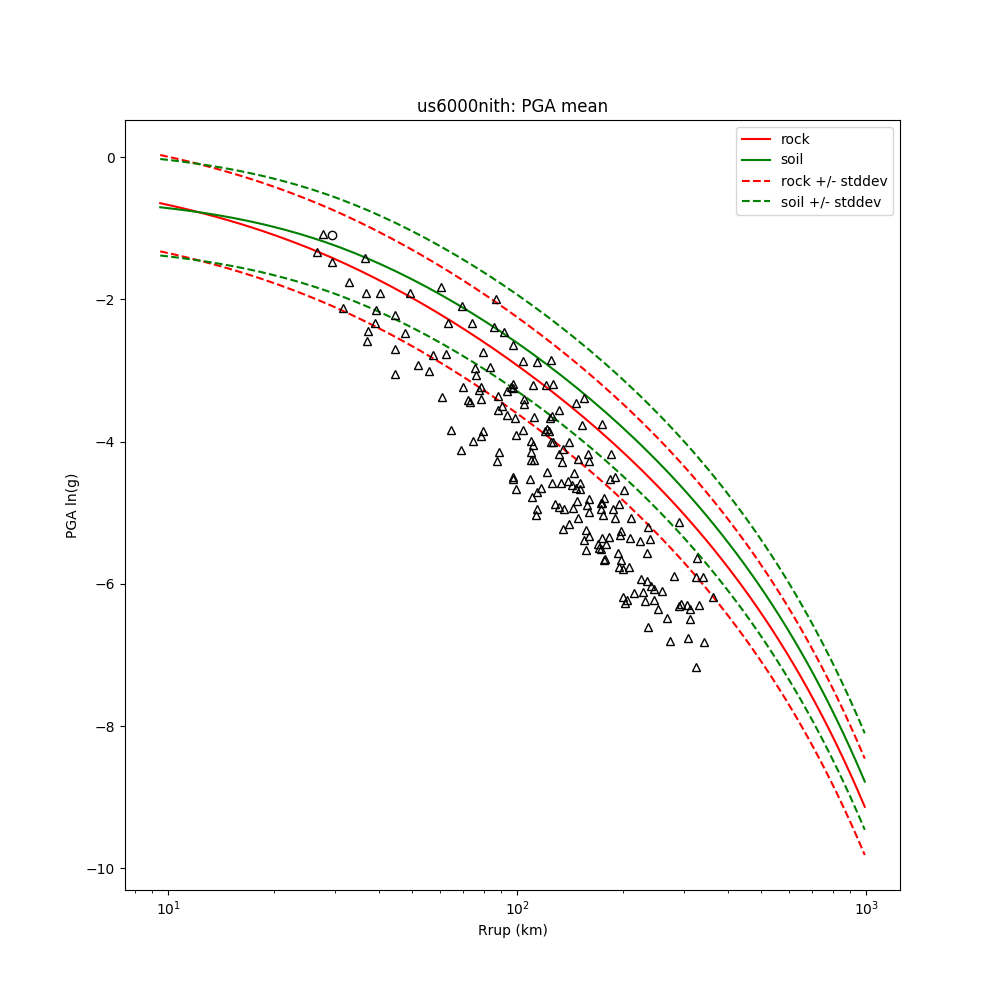 us6000nith: PGA mean
rock
soil
rock +/- stddev
soil +/- stddev
0
−2
−4
−6
−8
−10
PGA ln(g)
10¹
10²
10³
Rrup (km)